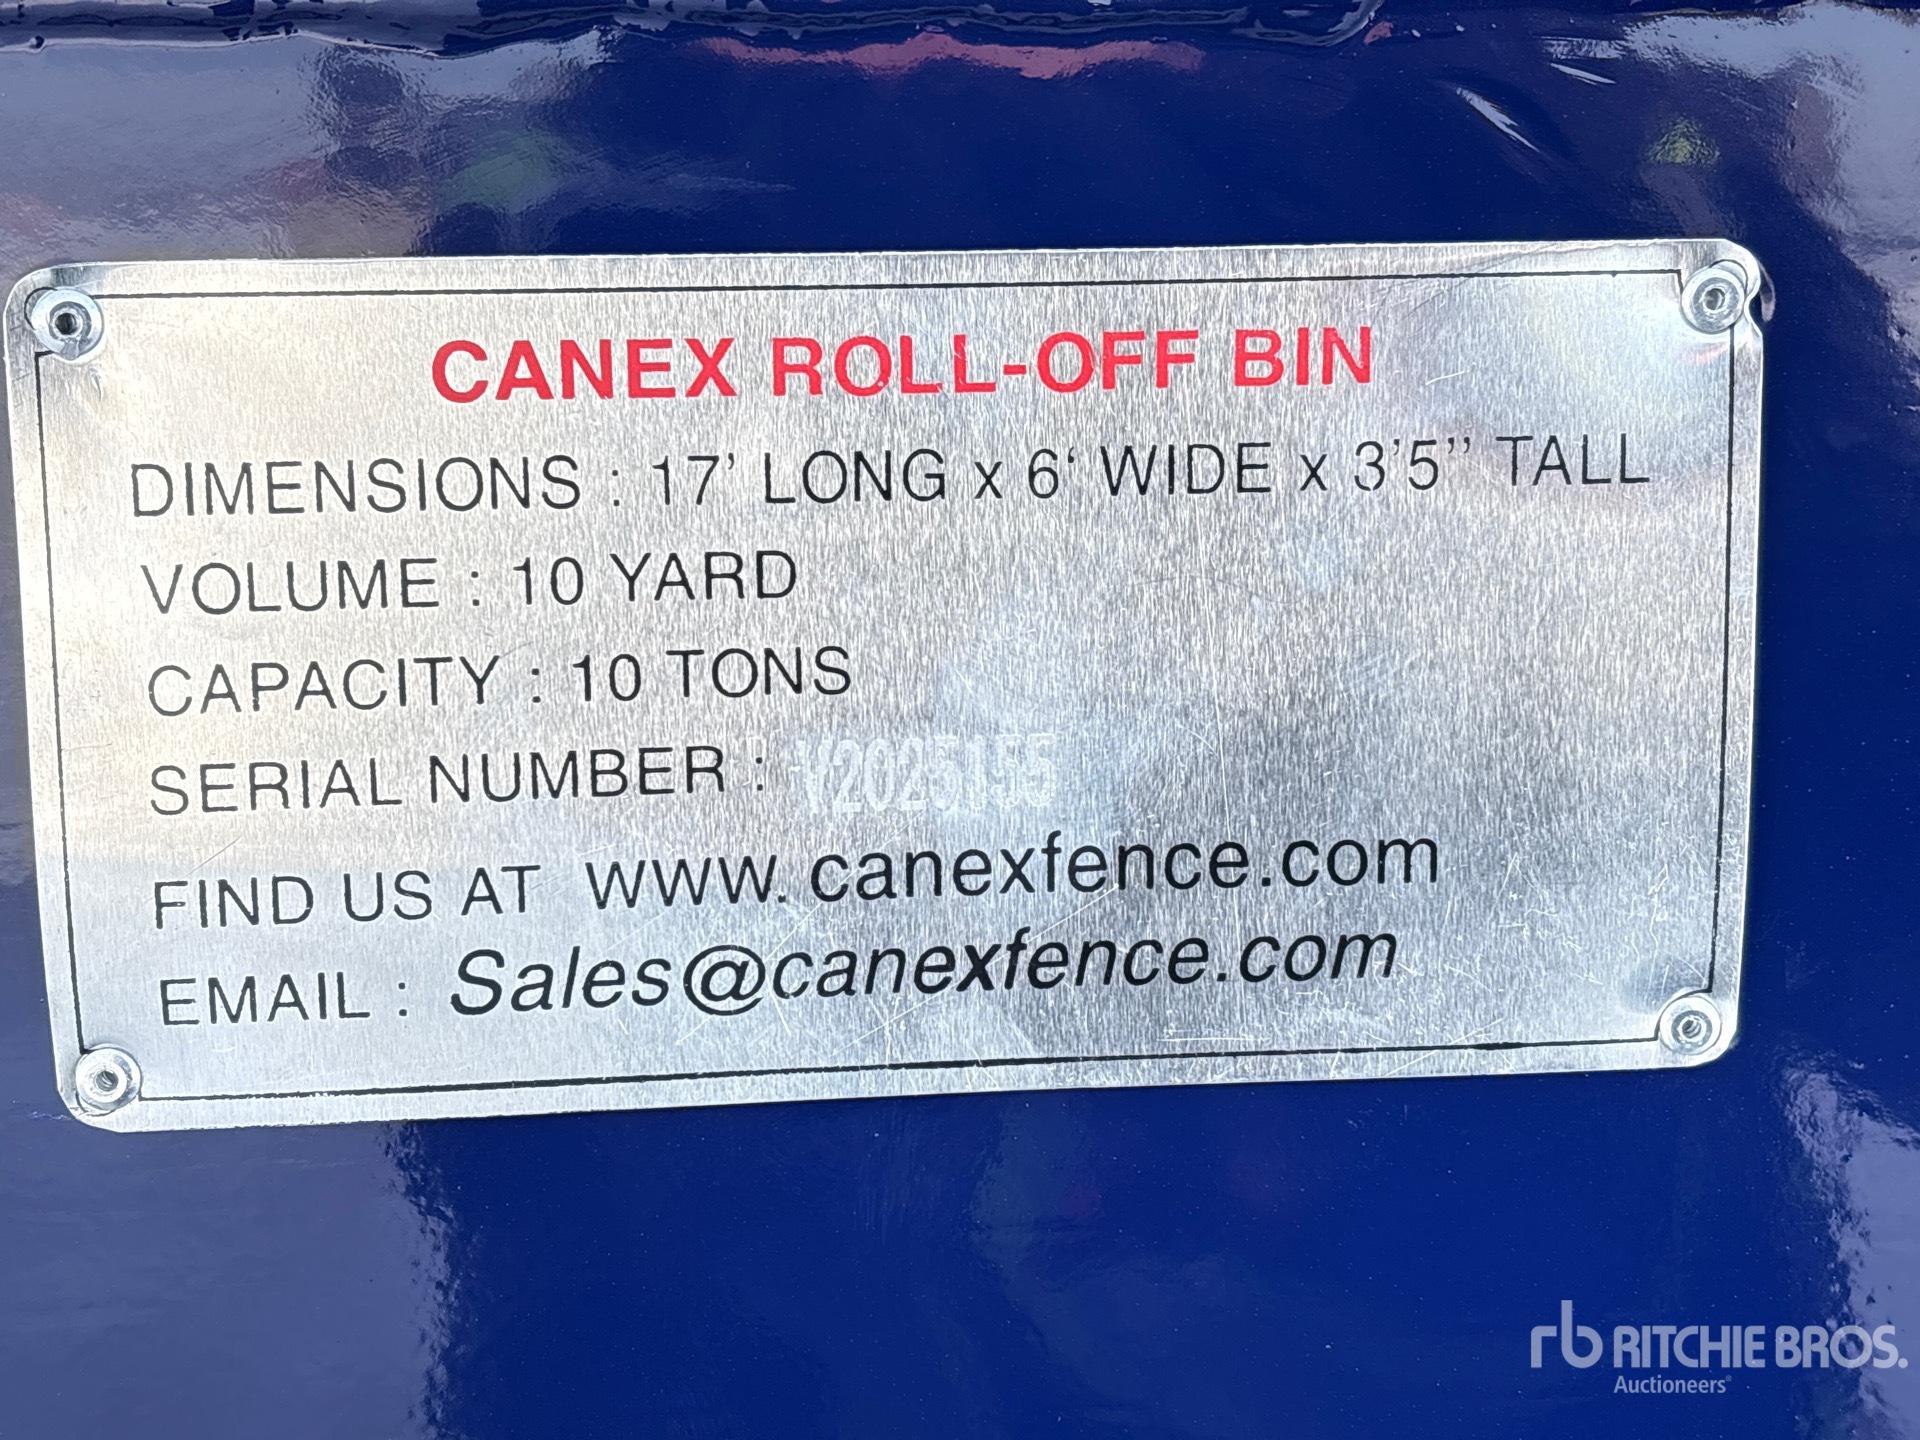 CANEX ROLL-OFF BIN
DIMENSIONS : 17' LONG x 6‘ WIDE x 3'5'' TALL
VOLUME : 10 YARD
CAPACITY : 10 TONS
SERIAL NUMBER :
FIND US AT www. canexfence.com
EMAIL : Sales@canexfence.com
rb RITCHIE BROS.
Auctioneers®